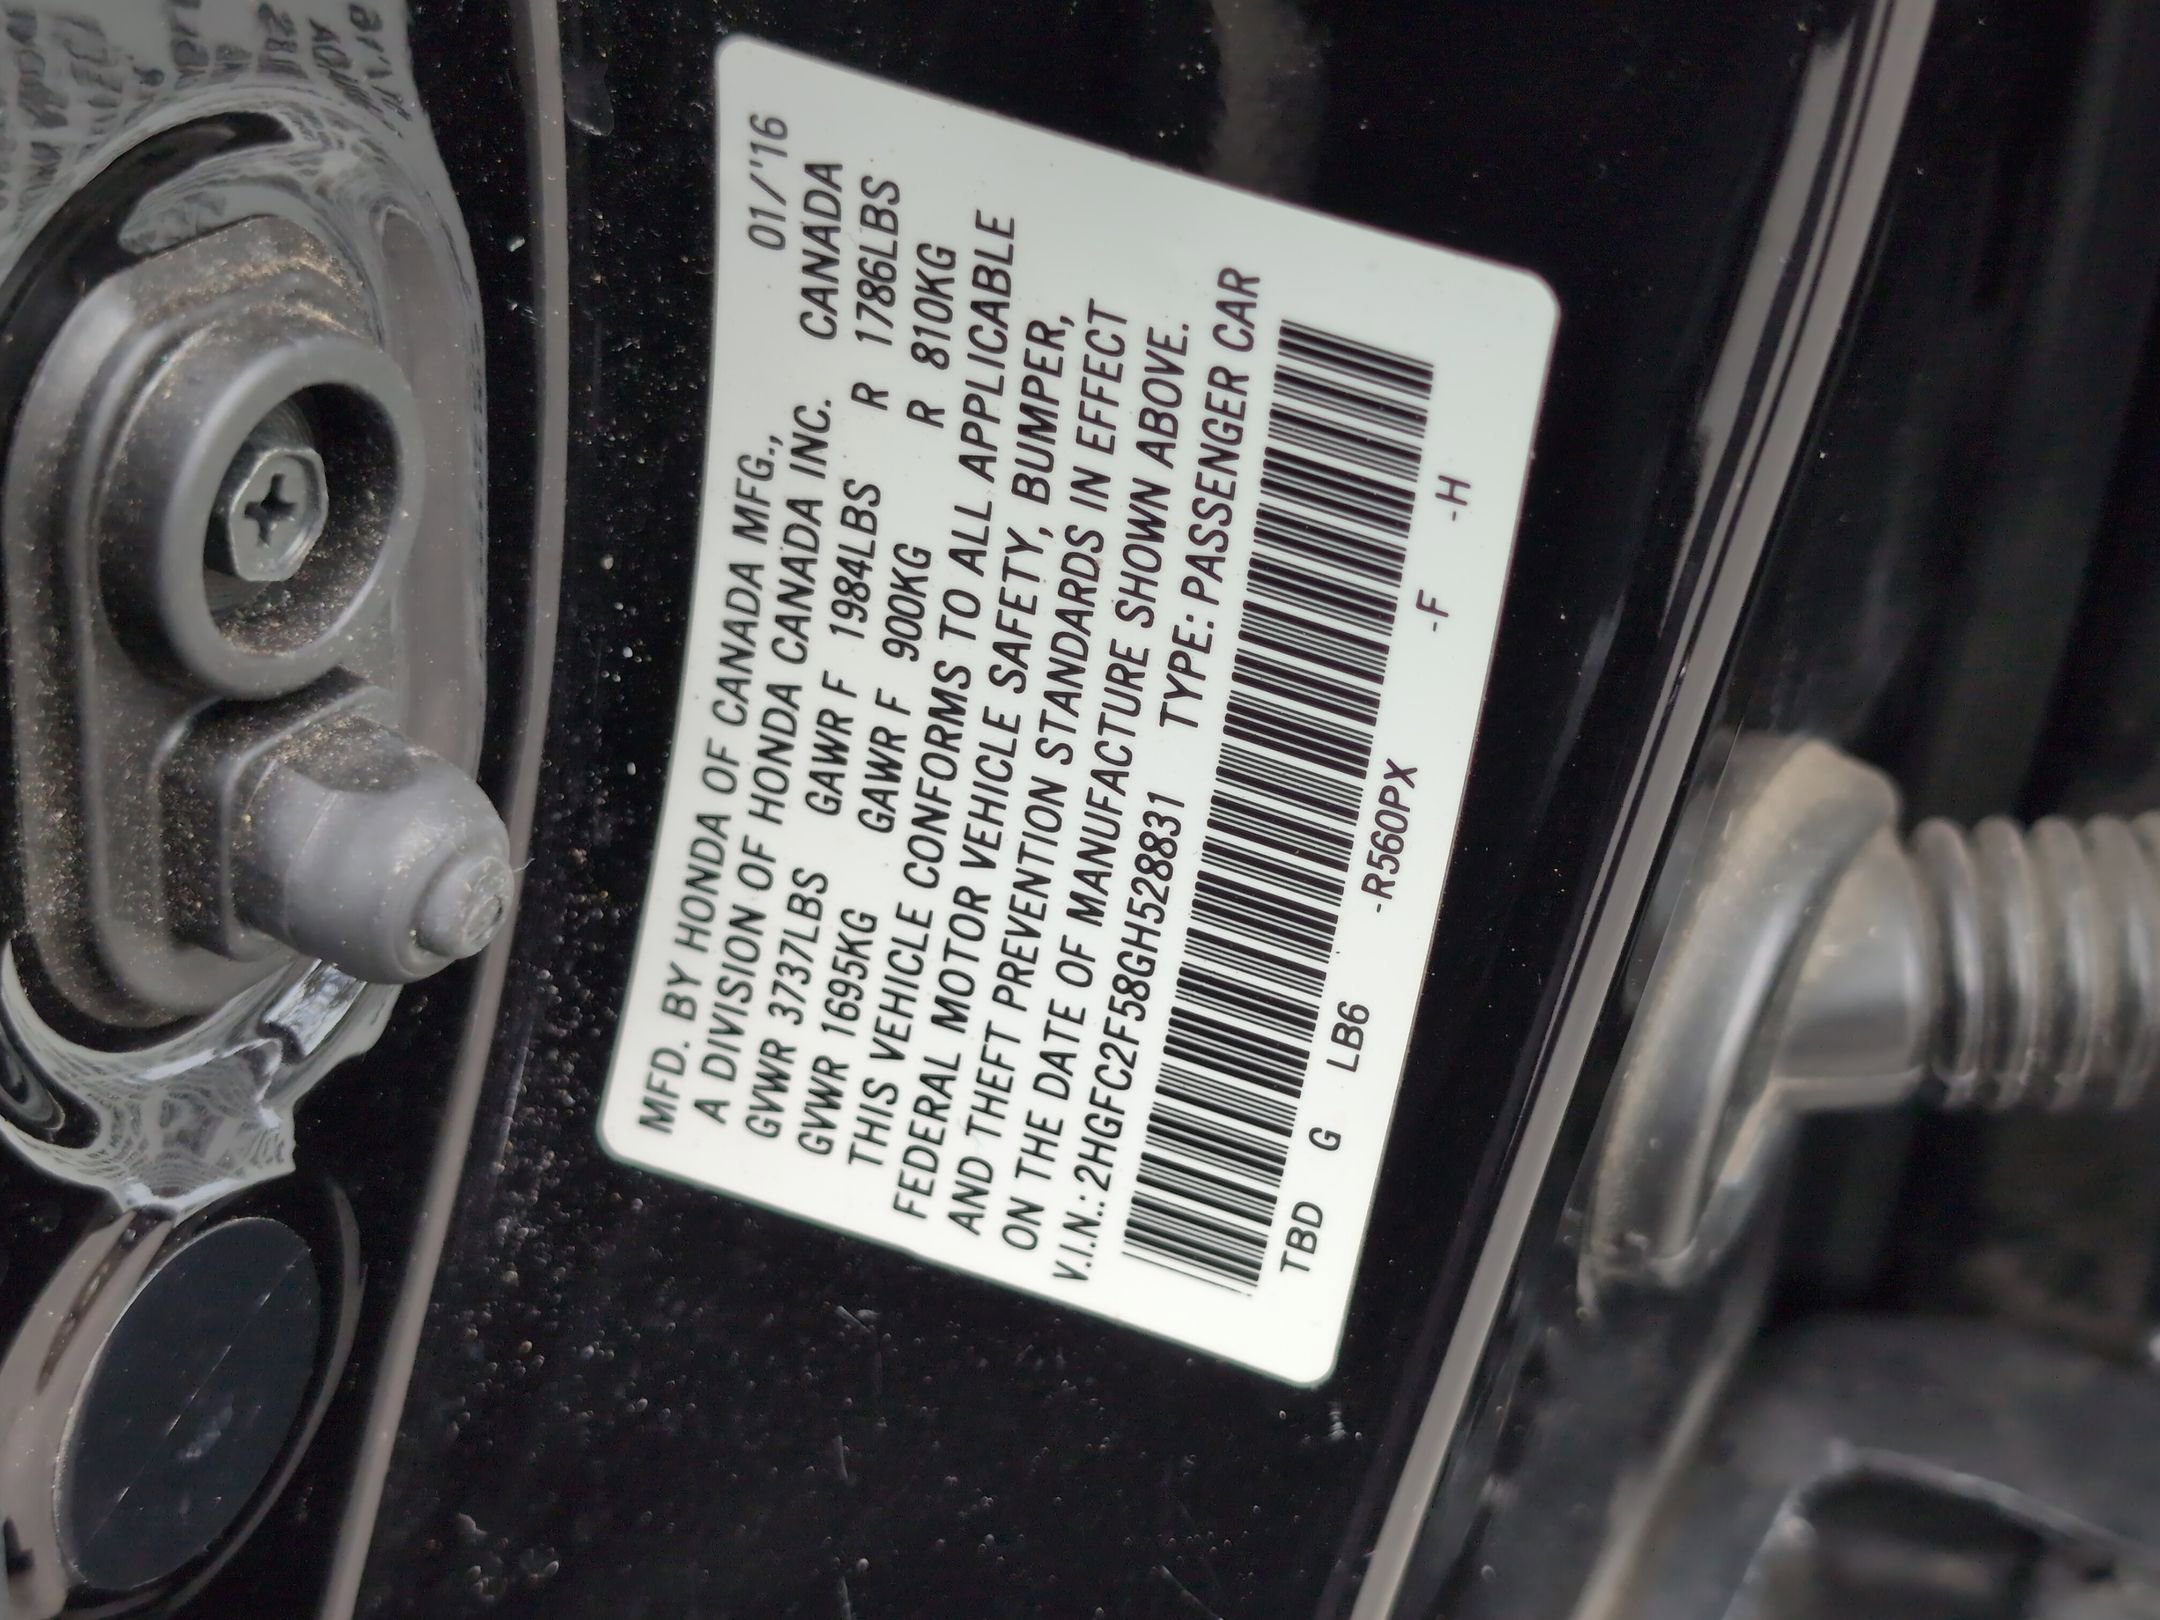 MFD. BY HONDA OF CANADA MFG., 01/'16
A DIVISION OF HONDA CANADA INC. CANADA
GVWR 3737LBS GAWR F 1984LBS R 1786LBS
GVWR 1695KG GAWR F 900KG R 810KG
THIS VEHICLE CONFORMS TO ALL APPLICABLE
FEDERAL MOTOR VEHICLE SAFETY, BUMPER,
AND THEFT PREVENTION STANDARDS IN EFFECT
ON THE DATE OF MANUFACTURE SHOWN ABOVE.
V.I.N.: 2HGFC2F58GH528831 TYPE: PASSENGER CAR
TBD G LB6 -R560PX -F -H